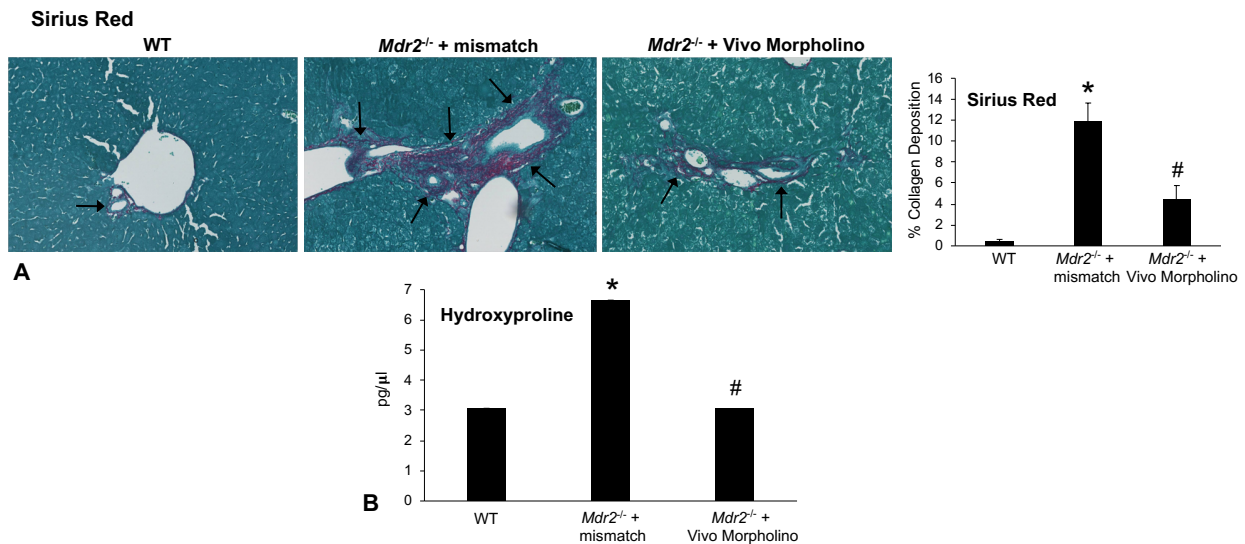 Sirius Red
WT
Mdr2-/- + mismatch
Mdr2-/- + Vivo Morpholino
A
16
14
12
10
8
6
4
2
0
% Collagen Deposition
Sirius Red
*
#
WT
Mdr2-/- +
mismatch
Mdr2-/- +
Vivo Morpholino
B
7
6
5
4
3
2
1
0
pg/μl
Hydroxyproline
*
#
WT
Mdr2-/- +
mismatch
Mdr2-/- +
Vivo Morpholino